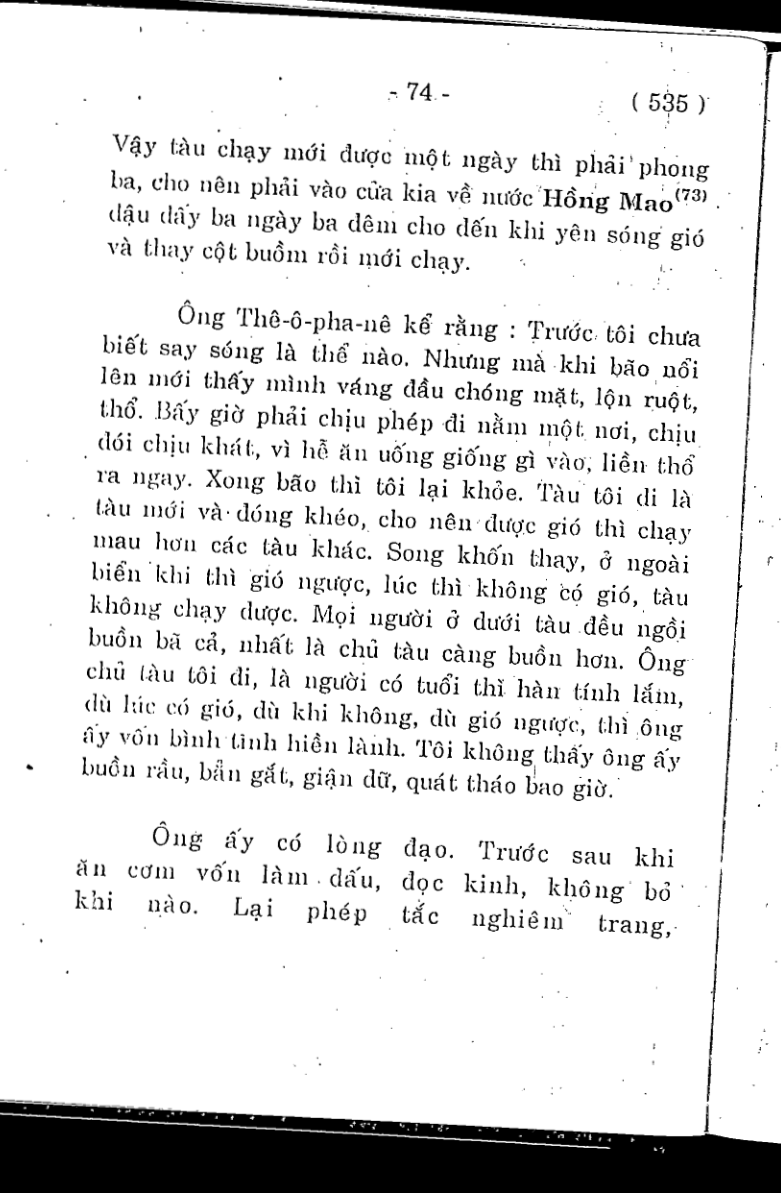 - 74 -
( 535 )
Vậy tàu chạy mới được một ngày thì phải phong
ba, cho nên phải vào cửa kia về nước Hồng Mao(73).
đậu đấy ba ngày ba đêm cho đến khi yên sóng gió
và thay cột buồm rồi mới chạy.
Ông Thê-ô-pha-nê kể rằng : Trước tôi chưa
biết say sóng là thể nào. Nhưng mà khi bão nổi
lên mới thấy mình váng đầu chóng mặt, lộn ruột,
thổ. Bấy giờ phải chịu phép đi nằm một nơi, chịu
đói chịu khát, vì hễ ăn uống giống gì vào, liền thổ
ra ngay. Xong bão thì tôi lại khỏe. Tàu tôi đi là
tàu mới và đóng khéo, cho nên được gió thì chạy
mau hơn các tàu khác. Song khốn thay, ở ngoài
biển khi thì gió ngược, lúc thì không có gió, tàu
không chạy được. Mọi người ở dưới tàu đều ngồi
buồn bã cả, nhất là chủ tàu càng buồn hơn. Ông
chủ tàu tôi đi, là người có tuổi thì hàn tính lắm,
dù lúc có gió, dù khi không, dù gió ngược, thì ông
ấy vốn bình tĩnh hiền lành. Tôi không thấy ông ấy
buồn rầu, bẳn gắt, giận dữ, quát tháo bao giờ.
Ông ấy có lòng đạo. Trước sau khi
ăn cơm vốn làm dấu, đọc kinh, không bỏ
khi nào. Lại phép tắc nghiêm trang,